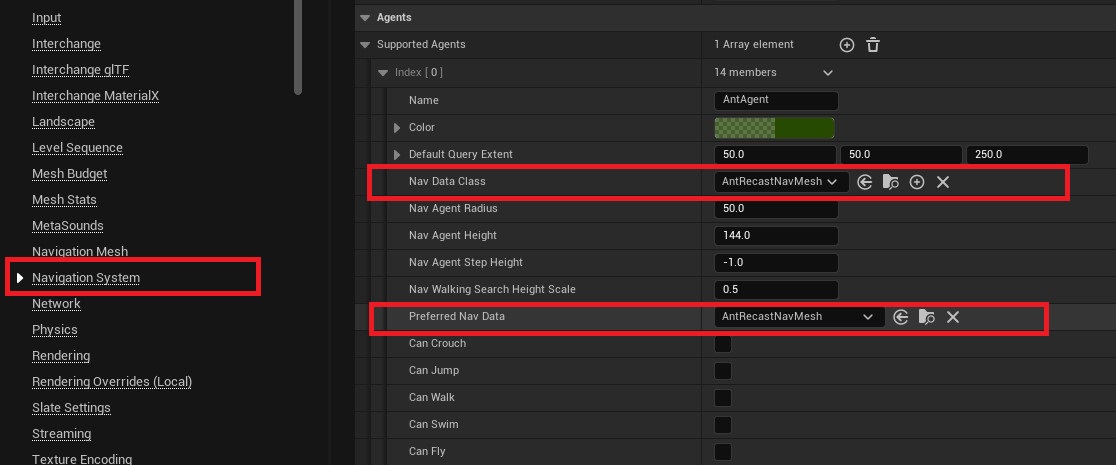 Input
Interchange
Interchange glTF
Interchange MaterialX
Landscape
Level Sequence
Mesh Budget
Mesh Stats
MetaSounds
Navigation Mesh
Navigation System
Network
Physics
Rendering
Rendering Overrides (Local)
Slate Settings
Streaming
Texture Encoding
Agents
Supported Agents 1 Array element
Index [ 0 ] 14 members
Name AntAgent
Color
Default Query Extent 50.0 50.0 250.0
Nav Data Class AntRecastNavMesh
Nav Agent Radius 50.0
Nav Agent Height 144.0
Nav Agent Step Height -1.0
Nav Walking Search Height Scale 0.5
Preferred Nav Data AntRecastNavMesh
Can Crouch
Can Jump
Can Walk
Can Swim
Can Fly